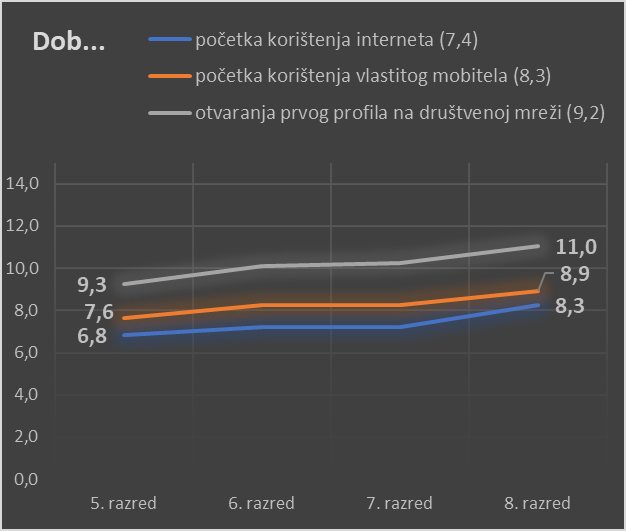 Dob...
početka korištenja interneta (7,4)
početka korištenja vlastitog mobitela (8,3)
otvaranja prvog profila na društvenoj mreži (9,2)
14,0
12,0
10,0
8,0
6,0
4,0
2,0
0,0
9,3
7,6
6,8
11,0
8,9
8,3
5. razred
6. razred
7. razred
8. razred